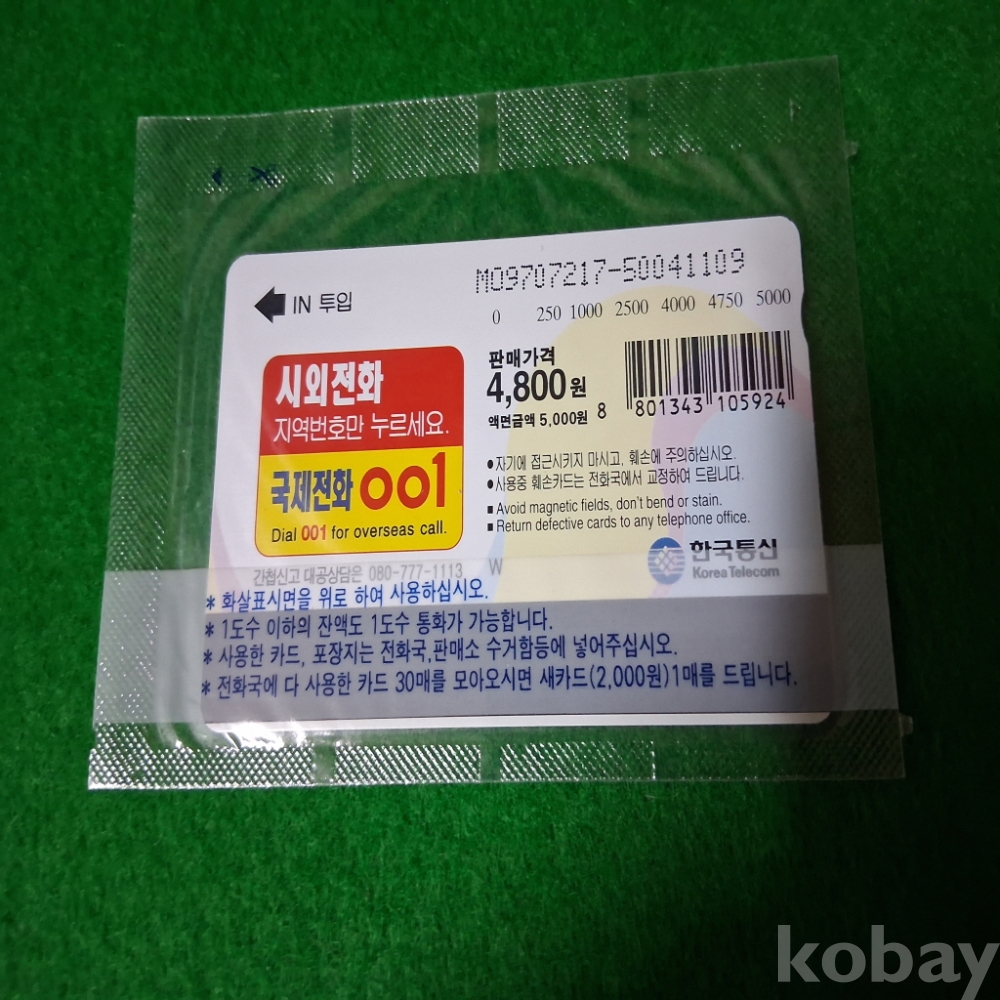 MO9707217-50041109
IN 투입
0 250 1000 2500 4000 4750 5000
시외전화
지역번호만 누르세요.
국제전화 001
Dial 001 for overseas call.
판매가격
4,800원
액면금액 5,000원
8 801343 105924
●자기에 접근시키지 마시고, 훼손에 주의하십시오.
●사용중 훼손카드는 전화국에서 교정하여 드립니다.
■Avoid magnetic fields, don't bend or stain.
■Return defective cards to any telephone office.
한국통신
Korea Telecom
간첩신고 대공상담은 080-777-1113 W
* 화살표시면을 위로 하여 사용하십시오.
* 1도수 이하의 잔액도 1도수 통화가 가능합니다.
* 사용한 카드, 포장지는 전화국,판매소 수거함등에 넣어주십시오.
* 전화국에 다 사용한 카드 30매를 모아오시면 새카드(2,000원)1매를 드립니다.
kobay